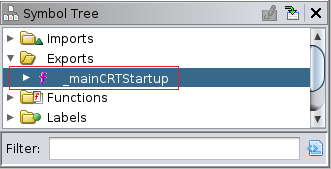 Symbol Tree
Imports
Exports
_mainCRTStartup
Functions
Labels
Filter: